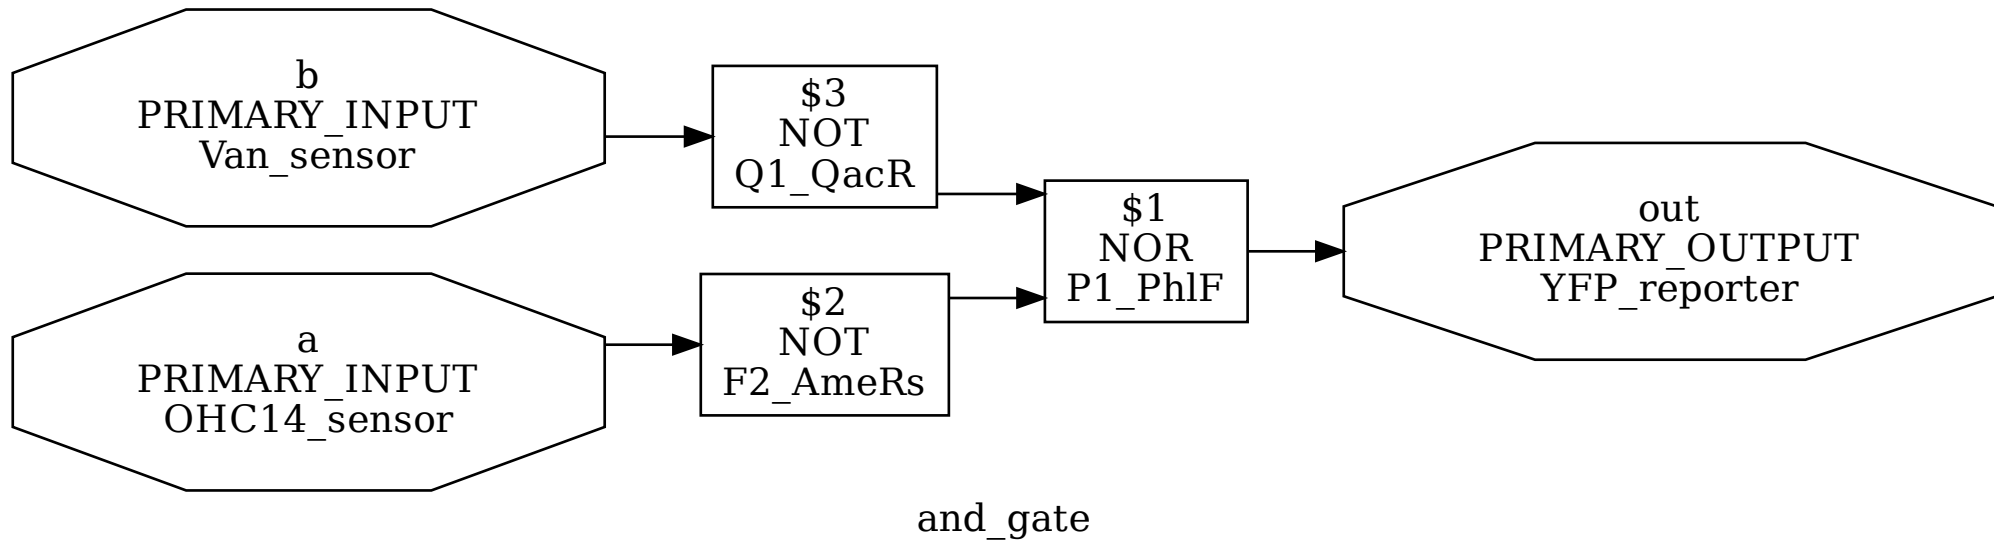 b
PRIMARY_INPUT
Van_sensor
$3
NOT
Q1_QacR
a
PRIMARY_INPUT
OHC14_sensor
$2
NOT
F2_AmeRs
$1
NOR
P1_PhlF
out
PRIMARY_OUTPUT
YFP_reporter
and_gate